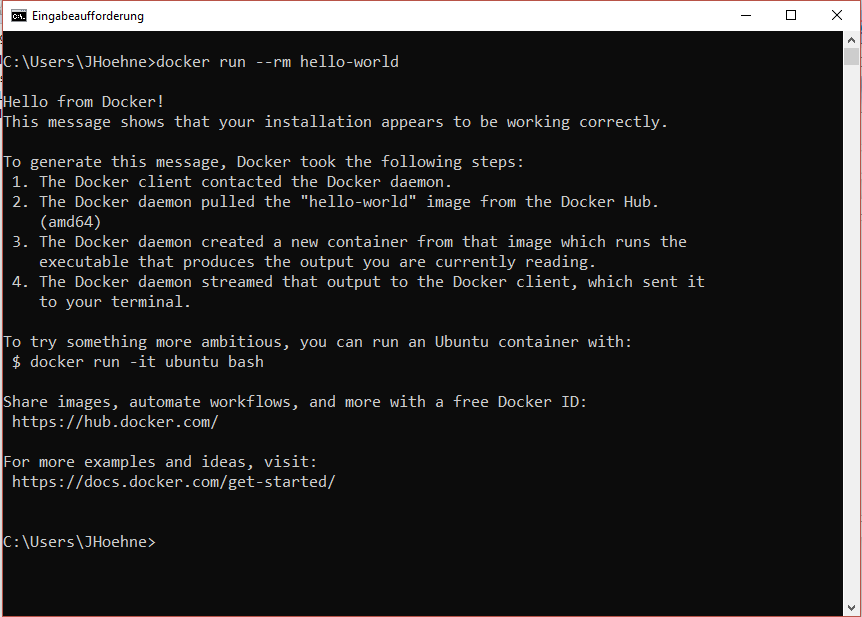 Eingabeaufforderung
C:\Users\JHoehne>docker run --rm hello-world
Hello from Docker!
This message shows that your installation appears to be working correctly.
To generate this message, Docker took the following steps:
1. The Docker client contacted the Docker daemon.
2. The Docker daemon pulled the "hello-world" image from the Docker Hub.
(amd64)
3. The Docker daemon created a new container from that image which runs the
executable that produces the output you are currently reading.
4. The Docker daemon streamed that output to the Docker client, which sent it
to your terminal.
To try something more ambitious, you can run an Ubuntu container with:
$ docker run -it ubuntu bash
Share images, automate workflows, and more with a free Docker ID:
https://hub.docker.com/
For more examples and ideas, visit:
https://docs.docker.com/get-started/
C:\Users\JHoehne>